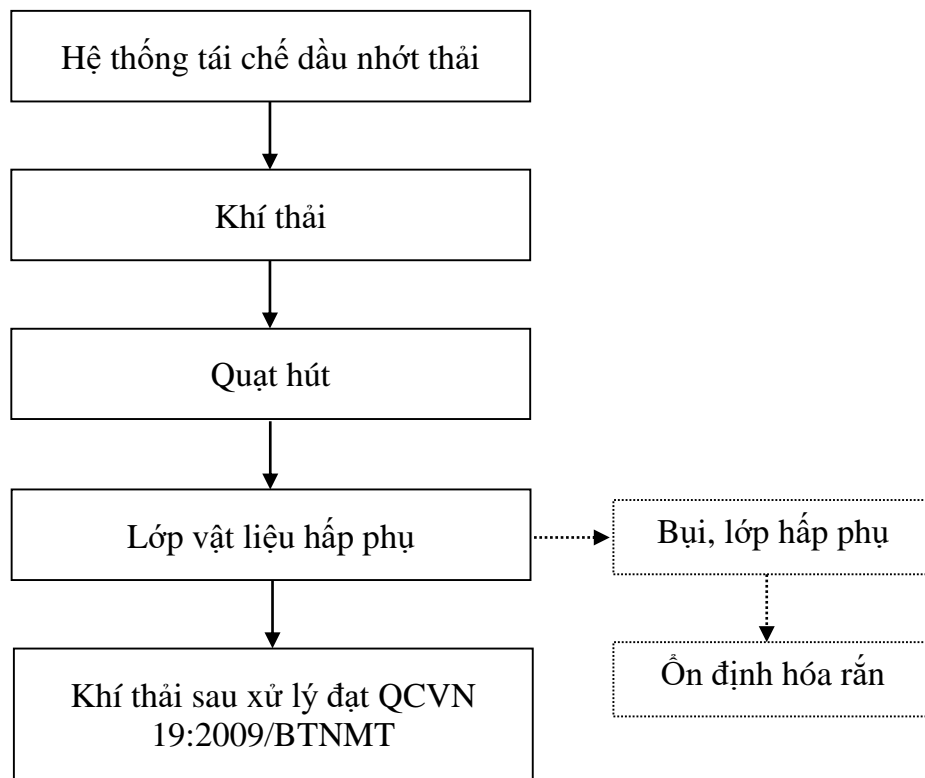 Hệ thống tái chế dầu nhớt thải
Khí thải
Quạt hút
Lớp vật liệu hấp phụ
Bụi, lớp hấp phụ
Ổn định hóa rắn
Khí thải sau xử lý đạt QCVN
19:2009/BTNMT